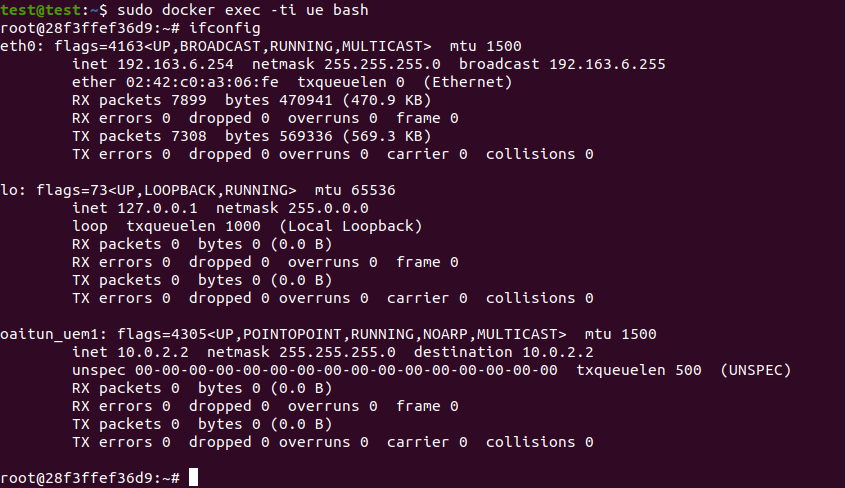 test@test:~$ sudo docker exec -ti ue bash
root@28f3ffef36d9:~# ifconfig
eth0: flags=4163<UP,BROADCAST,RUNNING,MULTICAST>  mtu 1500
        inet 192.163.6.254  netmask 255.255.255.0  broadcast 192.163.6.255
        ether 02:42:c0:a3:06:fe  txqueuelen 0  (Ethernet)
        RX packets 7899  bytes 470941 (470.9 KB)
        RX errors 0  dropped 0  overruns 0  frame 0
        TX packets 7308  bytes 569336 (569.3 KB)
        TX errors 0  dropped 0 overruns 0  carrier 0  collisions 0

lo: flags=73<UP,LOOPBACK,RUNNING>  mtu 65536
        inet 127.0.0.1  netmask 255.0.0.0
        loop  txqueuelen 1000  (Local Loopback)
        RX packets 0  bytes 0 (0.0 B)
        RX errors 0  dropped 0  overruns 0  frame 0
        TX packets 0  bytes 0 (0.0 B)
        TX errors 0  dropped 0 overruns 0  carrier 0  collisions 0

oaitun_uem1: flags=4305<UP,POINTOPOINT,RUNNING,NOARP,MULTICAST>  mtu 1500
        inet 10.0.2.2  netmask 255.255.255.0  destination 10.0.2.2
        unspec 00-00-00-00-00-00-00-00-00-00-00-00-00-00-00-00  txqueuelen 500  (UNSPEC)
        RX packets 0  bytes 0 (0.0 B)
        RX errors 0  dropped 0  overruns 0  frame 0
        TX packets 0  bytes 0 (0.0 B)
        TX errors 0  dropped 0 overruns 0  carrier 0  collisions 0

root@28f3ffef36d9:~#